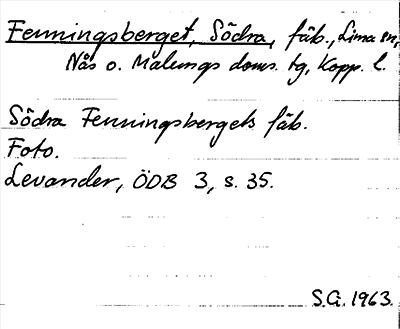 Fenningsberget, Södra, fäb., Lima sn,
Nås o. Malungs doms. tg, Kopp. l.
Södra Fenningsbergets fäb.
Foto.
Levander, ÖDB 3, s. 35.
S.G. 1963.